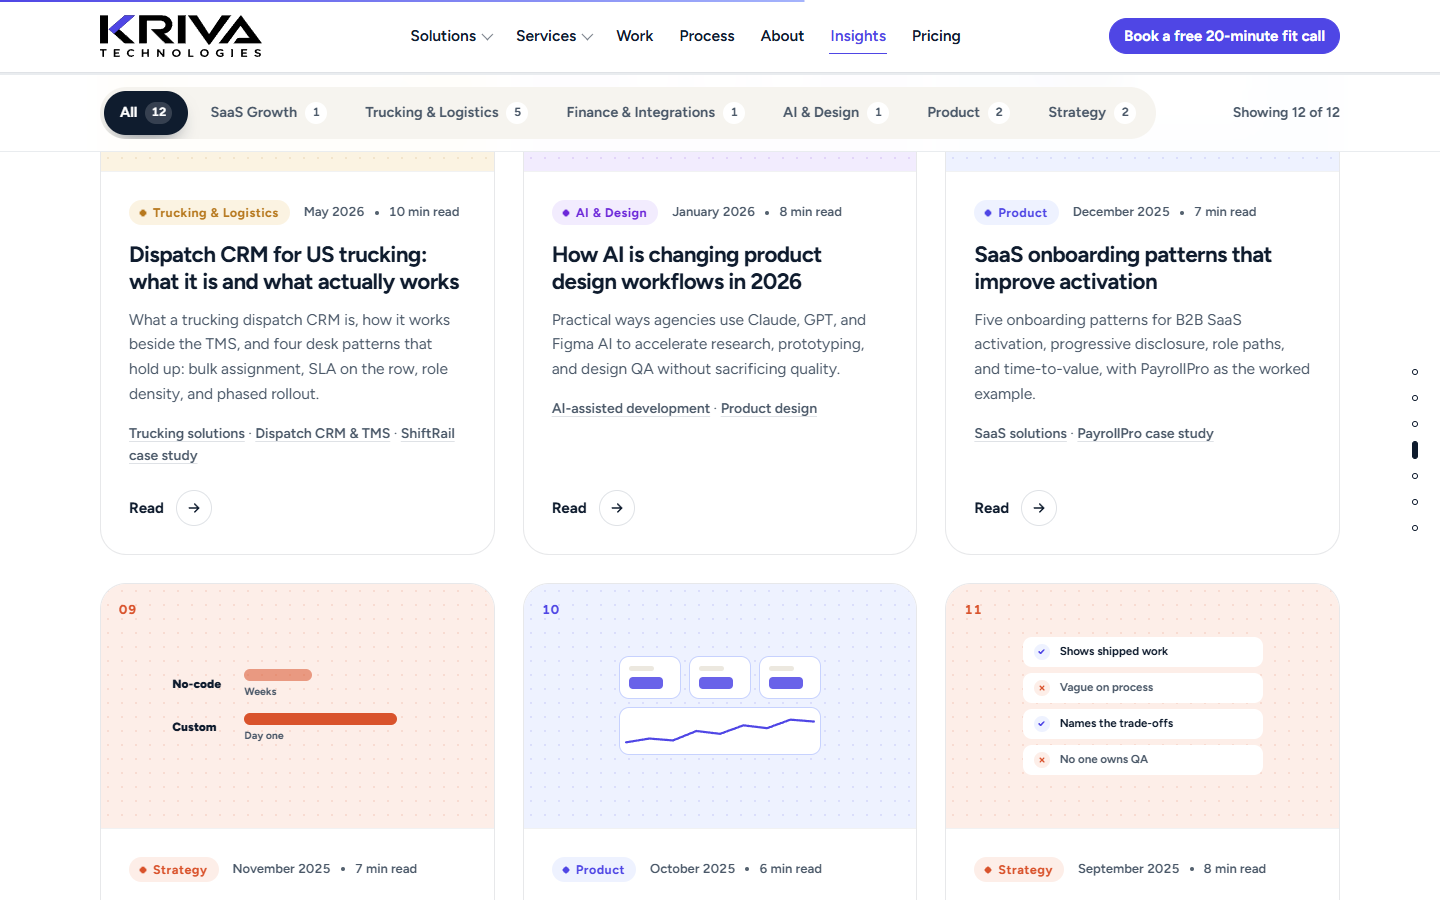 KRIVA
TECHNOLOGIES
Solutions
Services
Work
Process
About
Insights
Pricing
Book a free 20-minute fit call
All 12
SaaS Growth 1
Trucking & Logistics 5
Finance & Integrations 1
AI & Design 1
Product 2
Strategy 2
Showing 12 of 12
Trucking & Logistics May 2026 • 10 min read
Dispatch CRM for US trucking:
what it is and what actually works
What a trucking dispatch CRM is, how it works
beside the TMS, and four desk patterns that
hold up: bulk assignment, SLA on the row, role
density, and phased rollout.
Trucking solutions · Dispatch CRM & TMS · ShiftRail
case study
Read
AI & Design January 2026 • 8 min read
How AI is changing product
design workflows in 2026
Practical ways agencies use Claude, GPT, and
Figma AI to accelerate research, prototyping,
and design QA without sacrificing quality.
AI-assisted development · Product design
Read
Product December 2025 • 7 min read
SaaS onboarding patterns that
improve activation
Five onboarding patterns for B2B SaaS
activation, progressive disclosure, role paths,
and time-to-value, with PayrollPro as the worked
example.
SaaS solutions · PayrollPro case study
Read
09
No-code
Weeks
Custom
Day one
Strategy November 2025 • 7 min read
10
Product October 2025 • 6 min read
11
Shows shipped work
Vague on process
Names the trade-offs
No one owns QA
Strategy September 2025 • 8 min read